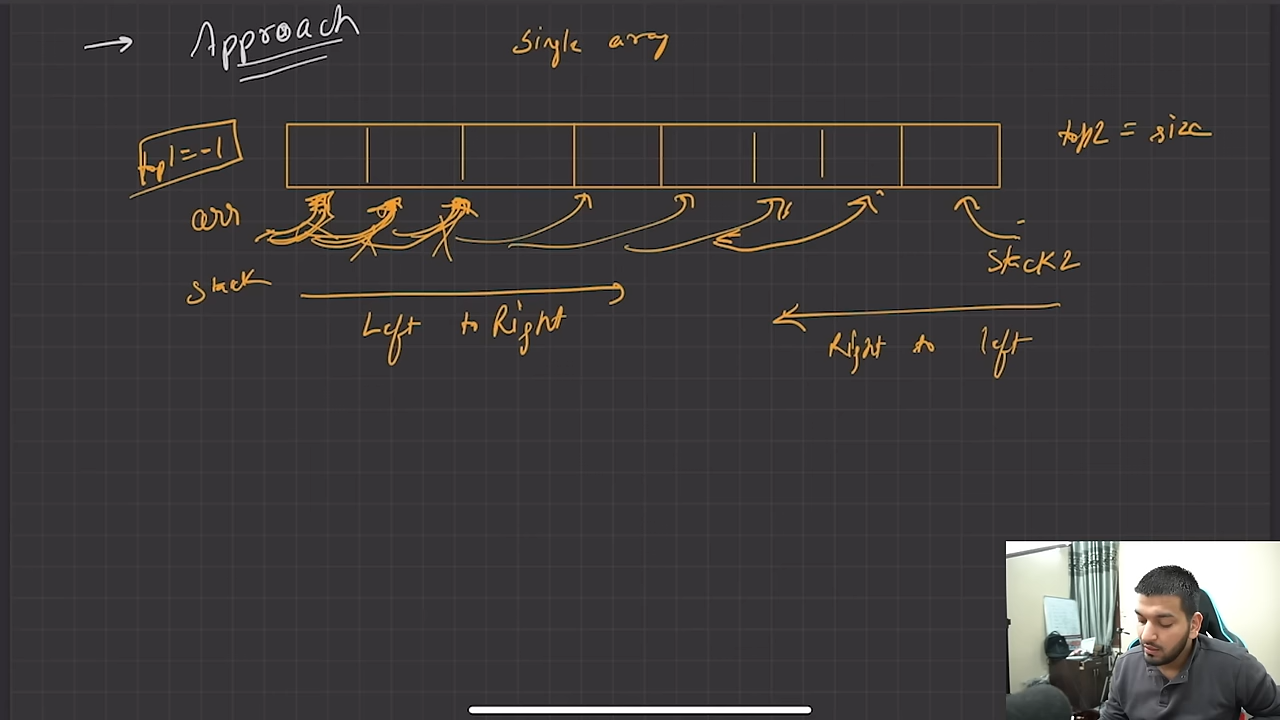 → Approach
Single array
top1 = -1
top2 = size
arr
stack
Stack2
Left to Right
Right to left